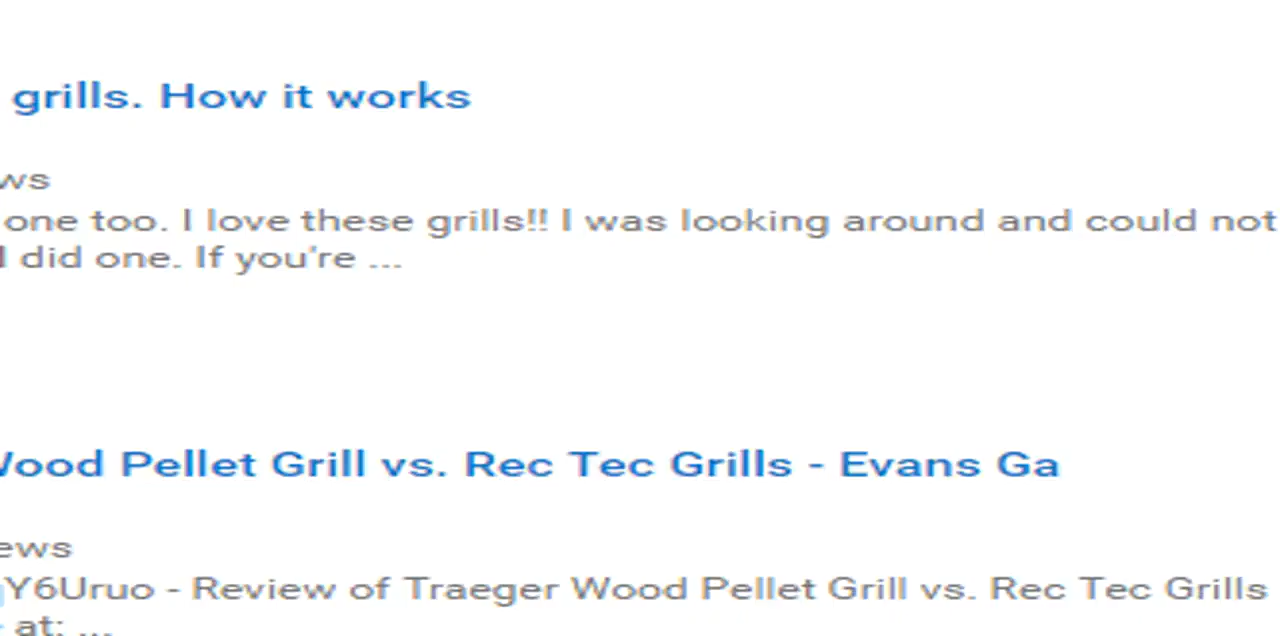 grills. How it works
ws
one too. I love these grills!! I was looking around and could not
I did one. If you're ...
Wood Pellet Grill vs. Rec Tec Grills - Evans Ga
ews
Y6Uruo - Review of Traeger Wood Pellet Grill vs. Rec Tec Grills
at: ...